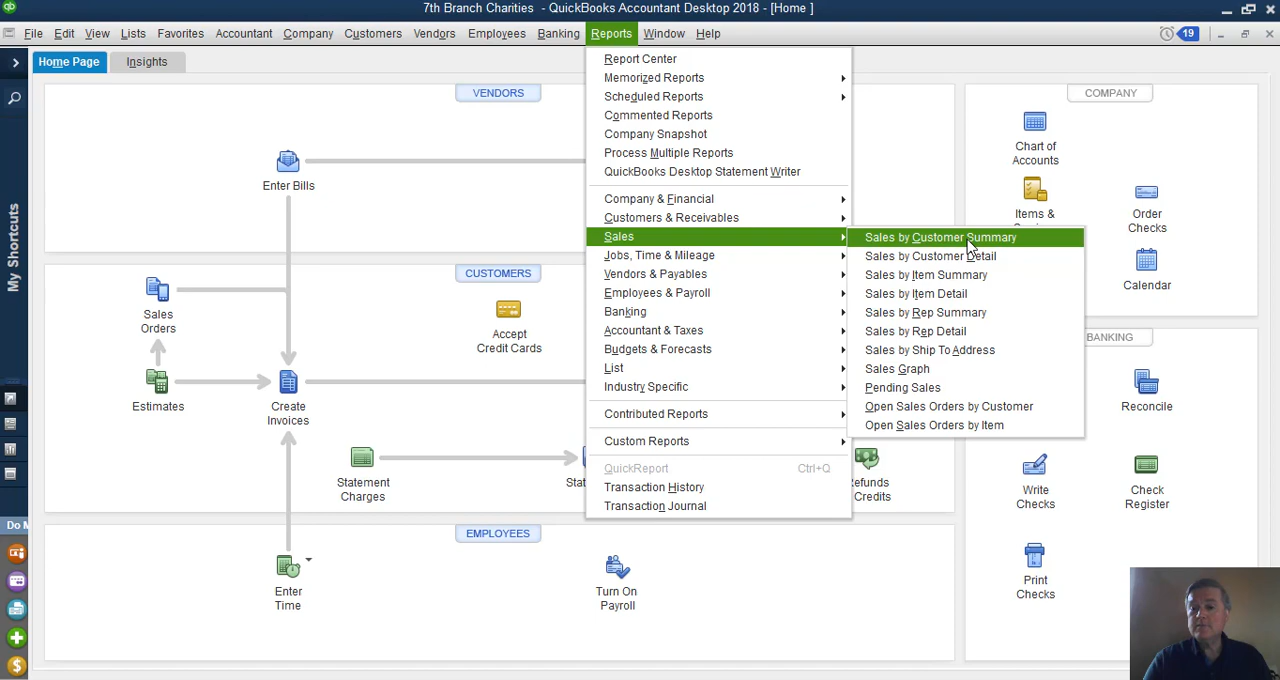 7th Branch Charities - QuickBooks Accountant Desktop 2018 - [Home ]
File Edit View Lists Favorites Accountant Company Customers Vendors Employees Banking Reports Window Help 19
Home Page Insights
My Shortcuts
Do M
VENDORS
Enter Bills
CUSTOMERS
Sales
Orders
Accept
Credit Cards
Estimates
Create
Invoices
Statement
Charges
Stat
Refunds
Credits
EMPLOYEES
Enter
Time
Turn On
Payroll
Report Center
Memorized Reports
Scheduled Reports
Commented Reports
Company Snapshot
Process Multiple Reports
QuickBooks Desktop Statement Writer
Company & Financial
Customers & Receivables
Sales
Jobs, Time & Mileage
Vendors & Payables
Employees & Payroll
Banking
Accountant & Taxes
Budgets & Forecasts
List
Industry Specific
Contributed Reports
Custom Reports
QuickReport Ctrl+Q
Transaction History
Transaction Journal
Sales by Customer Summary
Sales by Customer Detail
Sales by Item Summary
Sales by Item Detail
Sales by Rep Summary
Sales by Rep Detail
Sales by Ship To Address
Sales Graph
Pending Sales
Open Sales Orders by Customer
Open Sales Orders by Item
COMPANY
Chart of
Accounts
Items &
Order
Checks
Calendar
BANKING
Reconcile
Write
Checks
Check
Register
Print
Checks